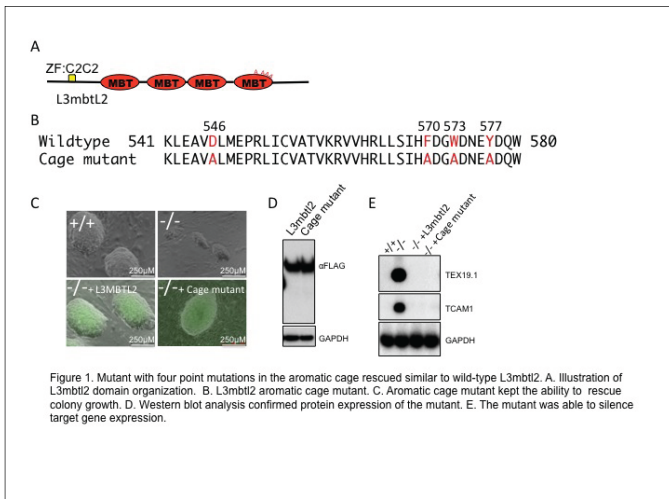 A
ZF:C2C2
MBT MBT MBT MBT
L3mbtL2
B
546 570 573 577
Wildtype 541 KLEAVDLMEPRLICVATVKRVVHRLLSIHFDGWDNEYDQW 580
Cage mutant KLEAVALMEPRLICVATVKRVVHRLLSIHADGADNEADQW
C
+/+
250μM
-/-
250μM
-/-+ L3MBTL2
250μM
-/-+ Cage mutant
250μM
D
L3mbtl2
Cage mutant
αFLAG
GAPDH
E
+/+
-/-
-/-+L3mbtl2
-/-+Cage mutant
TEX19.1
TCAM1
GAPDH
Figure 1. Mutant with four point mutations in the aromatic cage rescued similar to wild-type L3mbtl2. A. Illustration of
L3mbtl2 domain organization. B. L3mbtl2 aromatic cage mutant. C. Aromatic cage mutant kept the ability to rescue
colony growth. D. Western blot analysis confirmed protein expression of the mutant. E. The mutant was able to silence
target gene expression.